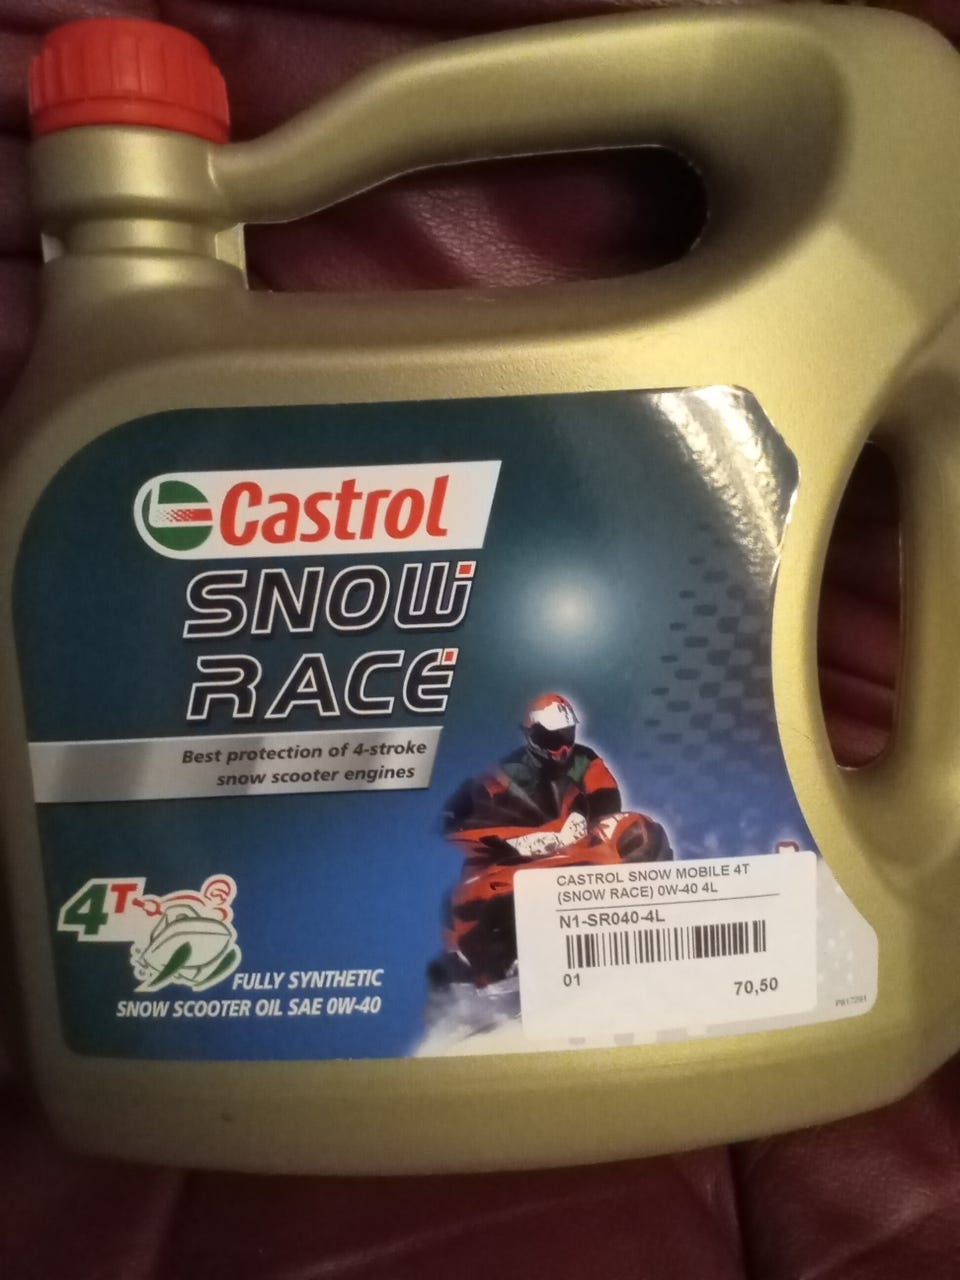 Castrol
SNOW
RACE
Best protection of 4-stroke
snow scooter engines
4T
FULLY SYNTHETIC
SNOW SCOOTER OIL SAE 0W-40
CASTROL SNOW MOBILE 4T
(SNOW RACE) 0W-40 4L
N1-SR040-4L
01
70,50